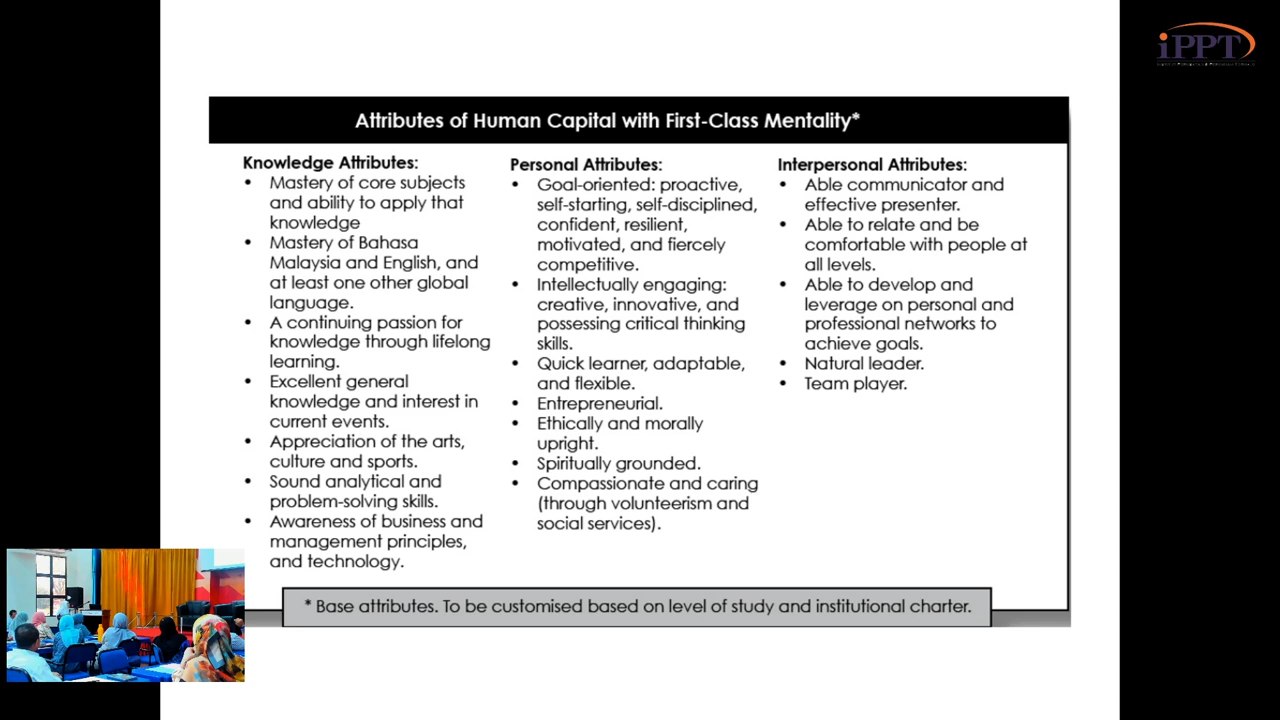 iPPT
Attributes of Human Capital with First-Class Mentality*
Knowledge Attributes:
• Mastery of core subjects
and ability to apply that
knowledge
• Mastery of Bahasa
Malaysia and English, and
at least one other global
language.
• A continuing passion for
knowledge through lifelong
learning.
• Excellent general
knowledge and interest in
current events.
• Appreciation of the arts,
culture and sports.
• Sound analytical and
problem-solving skills.
• Awareness of business and
management principles,
and technology.
Personal Attributes:
• Goal-oriented: proactive,
self-starting, self-disciplined,
confident, resilient,
motivated, and fiercely
competitive.
• Intellectually engaging:
creative, innovative, and
possessing critical thinking
skills.
• Quick learner, adaptable,
and flexible.
• Entrepreneurial.
• Ethically and morally
upright.
• Spiritually grounded.
• Compassionate and caring
(through volunteerism and
social services).
Interpersonal Attributes:
• Able communicator and
effective presenter.
• Able to relate and be
comfortable with people at
all levels.
• Able to develop and
leverage on personal and
professional networks to
achieve goals.
• Natural leader.
• Team player.
* Base attributes. To be customised based on level of study and institutional charter.